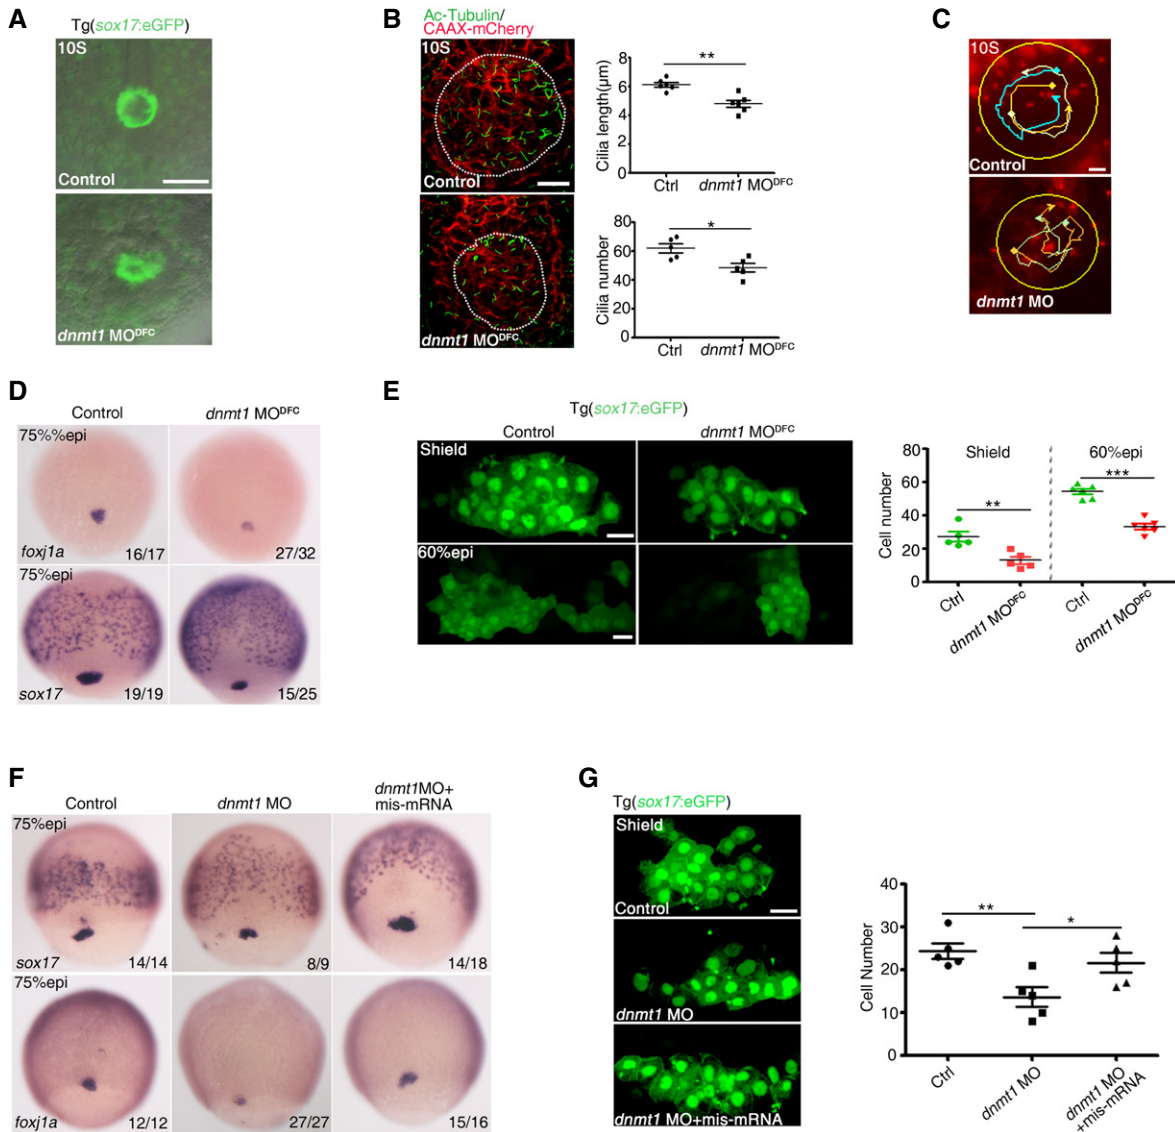 A
Tg(sox17:eGFP)
10S
Control
dnmt1 MODFC
B
Ac-Tubulin/
CAAX-mCherry
10S
Control
dnmt1 MODFC
Cilia length(μm)
8
6
4
2
0
**
Ctrl
dnmt1 MODFC
Cilia number
80
60
40
20
0
*
Ctrl
dnmt1 MODFC
C
10S
Control
dnmt1 MO
D
Control
dnmt1 MODFC
75%%epi
foxj1a
16/17
27/32
75%epi
sox17
19/19
15/25
E
Tg(sox17:eGFP)
Control
dnmt1 MODFC
Shield
60%epi
Cell number
80
60
40
20
0
Shield
60%epi
**
***
Ctrl
dnmt1 MODFC
Ctrl
dnmt1 MODFC
F
Control
dnmt1 MO
dnmt1MO+
mis-mRNA
75%epi
sox17
14/14
8/9
14/18
75%epi
foxj1a
12/12
27/27
15/16
G
Tg(sox17:eGFP)
Shield
Control
dnmt1 MO
dnmt1 MO+mis-mRNA
Cell Number
40
30
20
10
0
**
*
Ctrl
dnmt1 MO
dnmt1 MO
+mis-mRNA